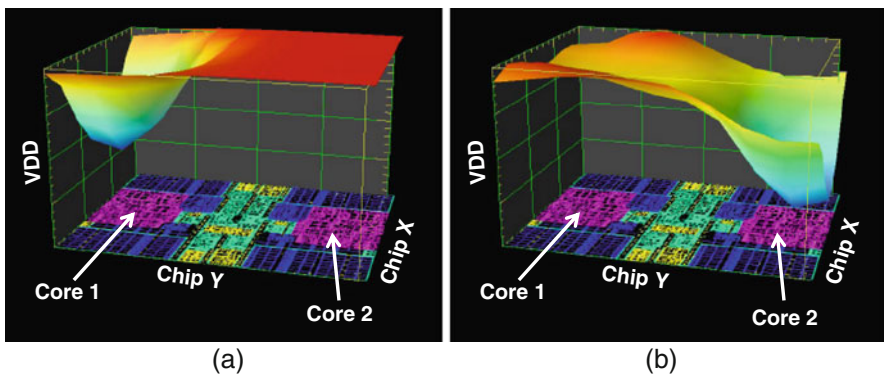 VDD
Core 1
Chip Y
Core 2
Chip X
(a)
VDD
Core 1
Chip Y
Core 2
Chip X
(b)